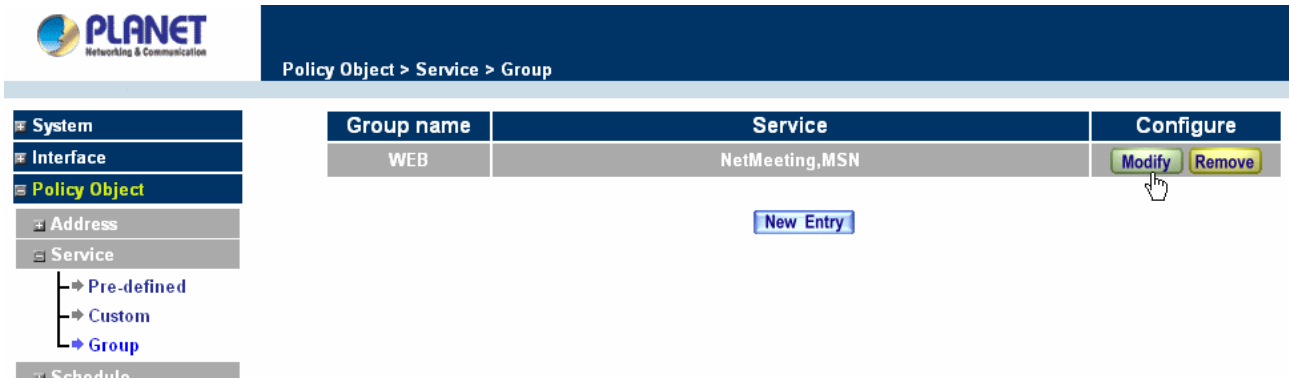 PLANET
Networking & Communication
Policy Object > Service > Group
System
Interface
Policy Object
Address
Service
Pre-defined
Custom
Group
Schedule
Group name Service Configure
WEB NetMeeting,MSN Modify Remove
New Entry